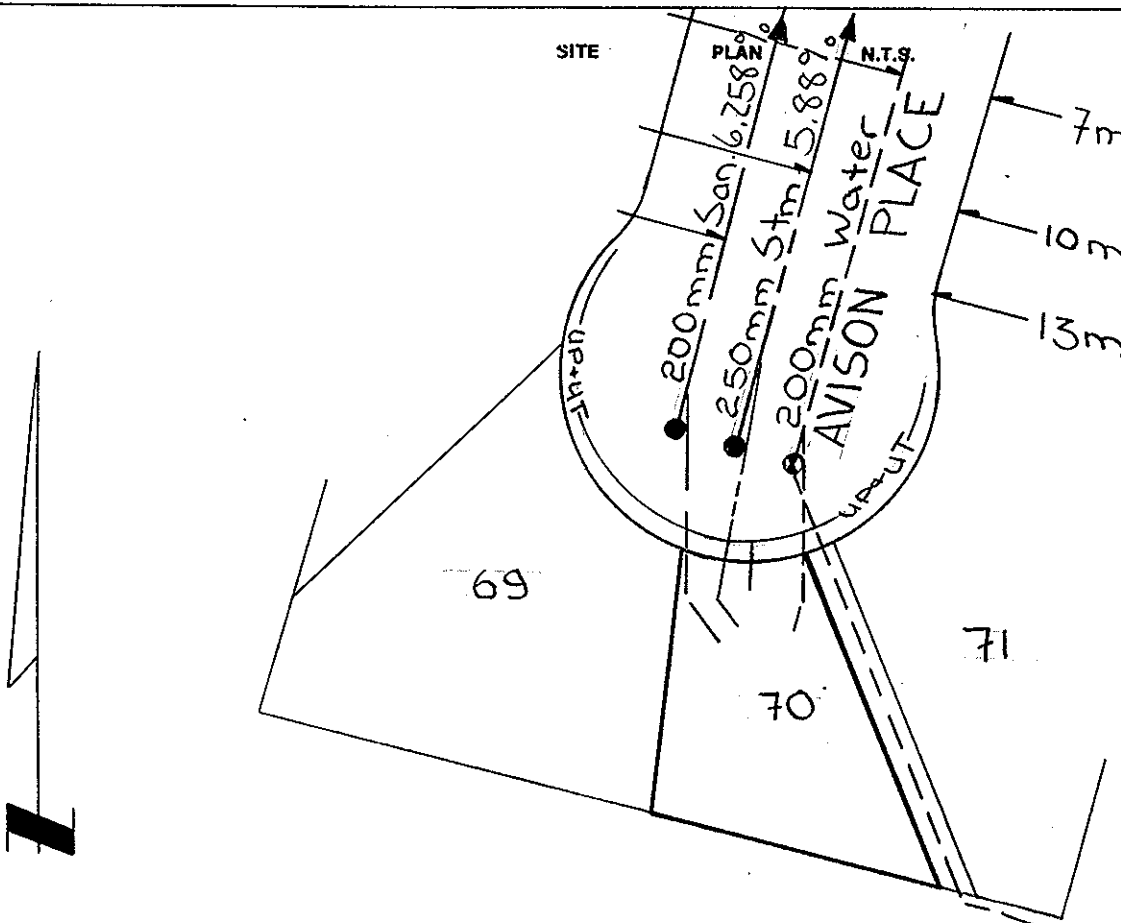 SITE PLAN N.T.S.
200mm San. 6.258%
250mm Stm 5.889%
200mm Water
AVISON PLACE
7m
10m
13m
UP+UT
UP+UT
69
70
71